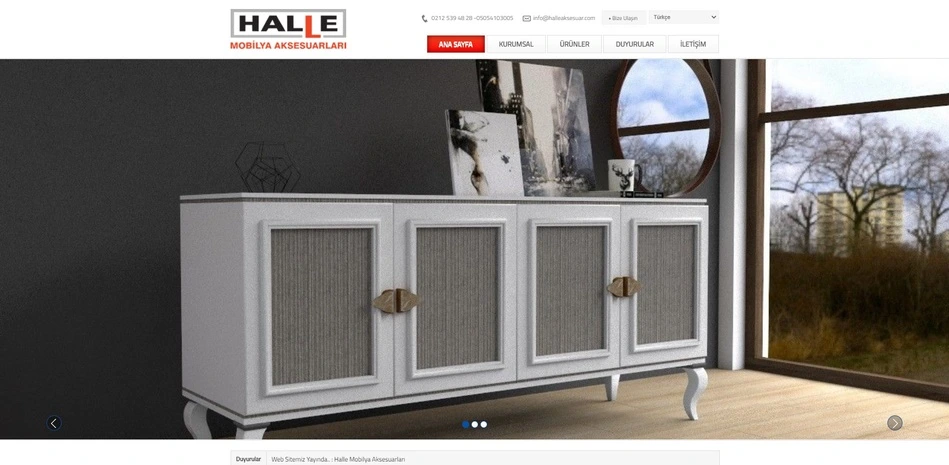 HALLE
MOBİLYA AKSESUARLARI
0212 539 48 28 -05054103005
info@halleaksesuar.com
Bize Ulaşın
Türkçe
ANA SAYFA
KURUMSAL
ÜRÜNLER
DUYURULAR
İLETİŞİM
Duyurular
Web Sitemiz Yayında.. : Halle Mobilya Aksesuarları